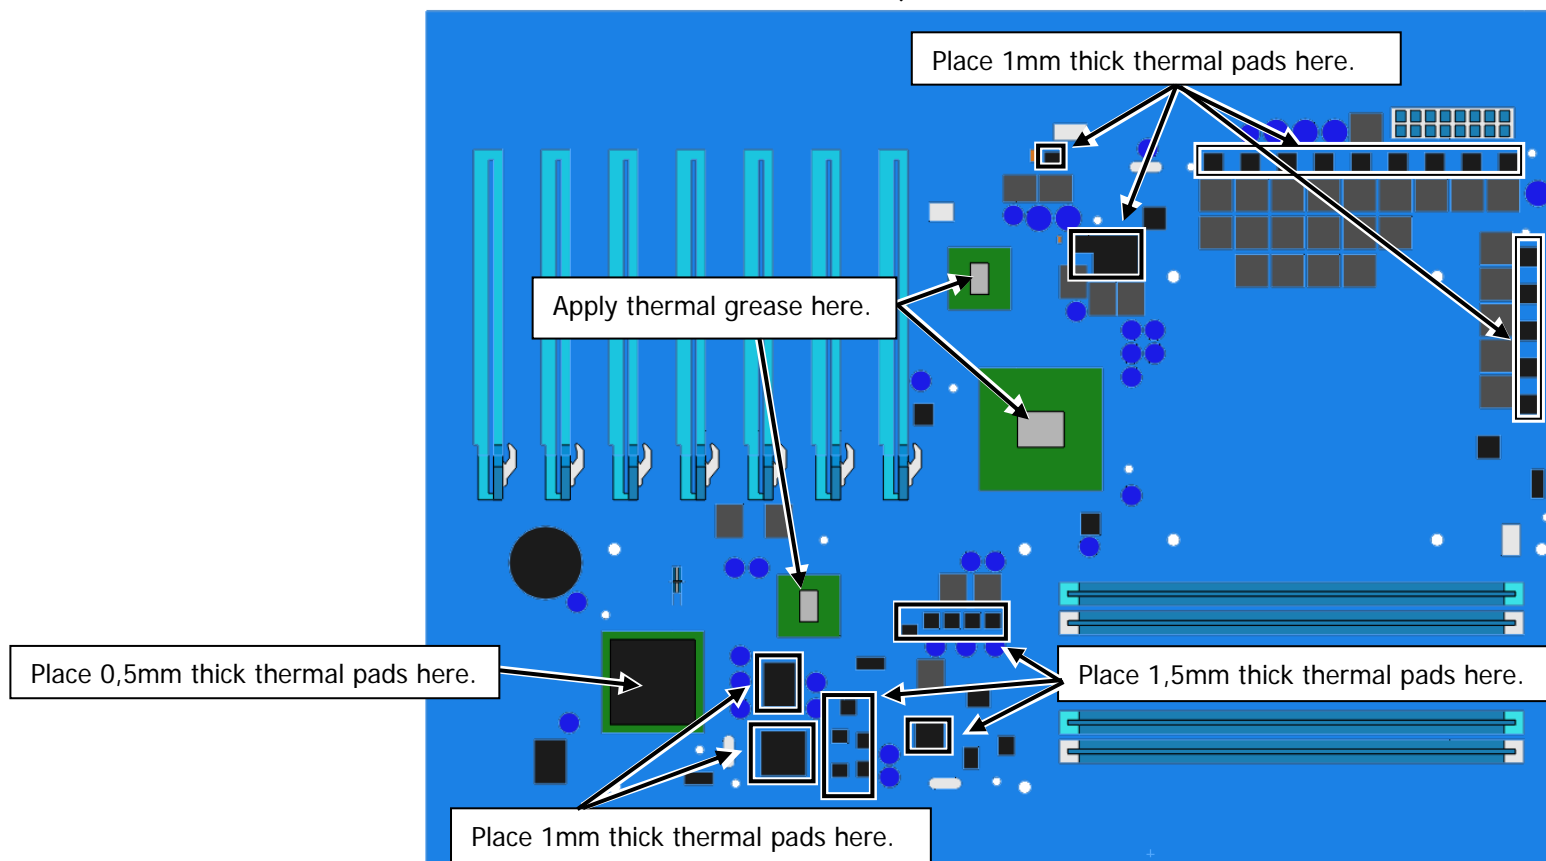 Place 1mm thick thermal pads here.
Apply thermal grease here.
Place 0,5mm thick thermal pads here.
Place 1,5mm thick thermal pads here.
Place 1mm thick thermal pads here.